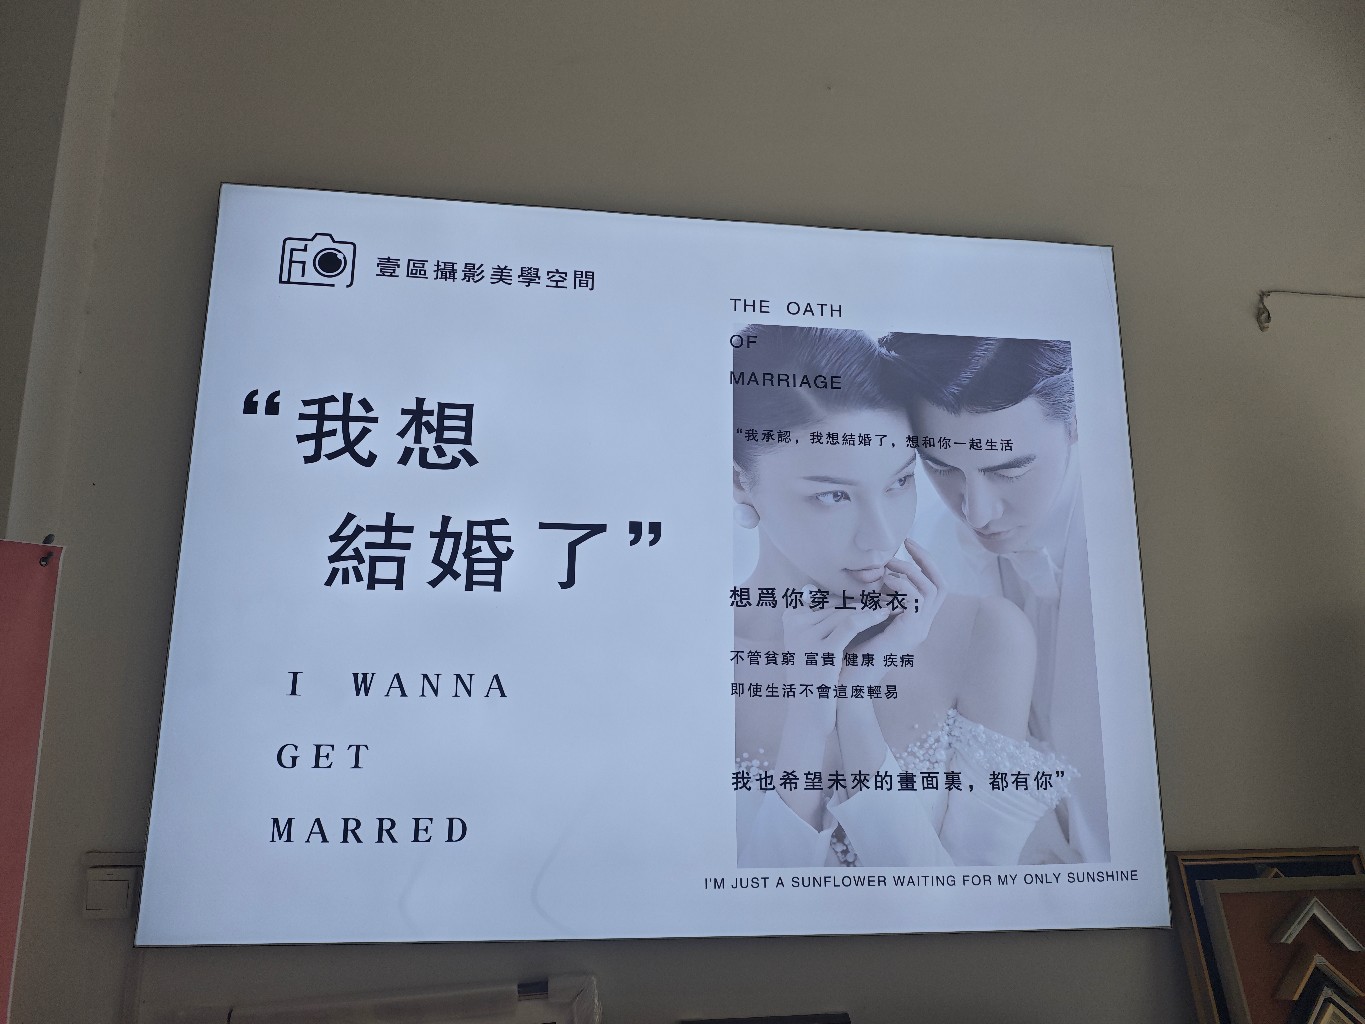 壹區攝影美學空間
“我想
結婚了”
I WANNA
GET
MARRED
THE OATH
OF
MARRIAGE
“我承認，我想結婚了，想和你一起生活
想爲你穿上嫁衣；
不管貧窮 富貴 健康 疾病
即使生活不會這麽輕易
我也希望未來的畫面裏，都有你”
I'M JUST A SUNFLOWER WAITING FOR MY ONLY SUNSHINE